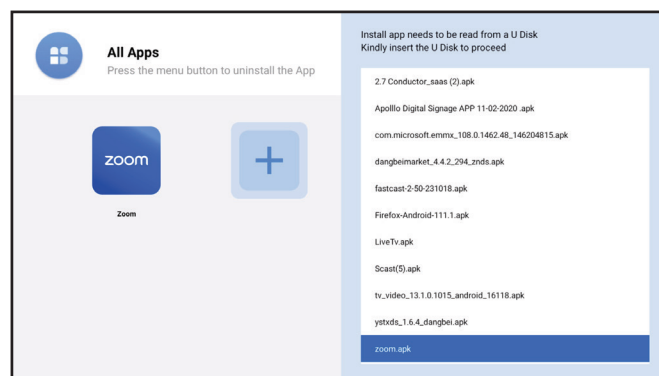 All Apps
Press the menu button to uninstall the App
zoom
Zoom
Install app needs to be read from a U Disk
Kindly insert the U Disk to proceed
2.7 Conductor_saas (2).apk
Apolllo Digital Signage APP 11-02-2020 .apk
com.microsoft.emmx_108.0.1462.48_146204815.apk
dangbeimarket_4.4.2_294_znds.apk
fastcast-2-50-231018.apk
Firefox-Android-111.1.apk
LiveTv.apk
Scast(5).apk
tv_video_13.1.0.1015_android_16118.apk
ystxds_1.6.4_dangbei.apk
zoom.apk